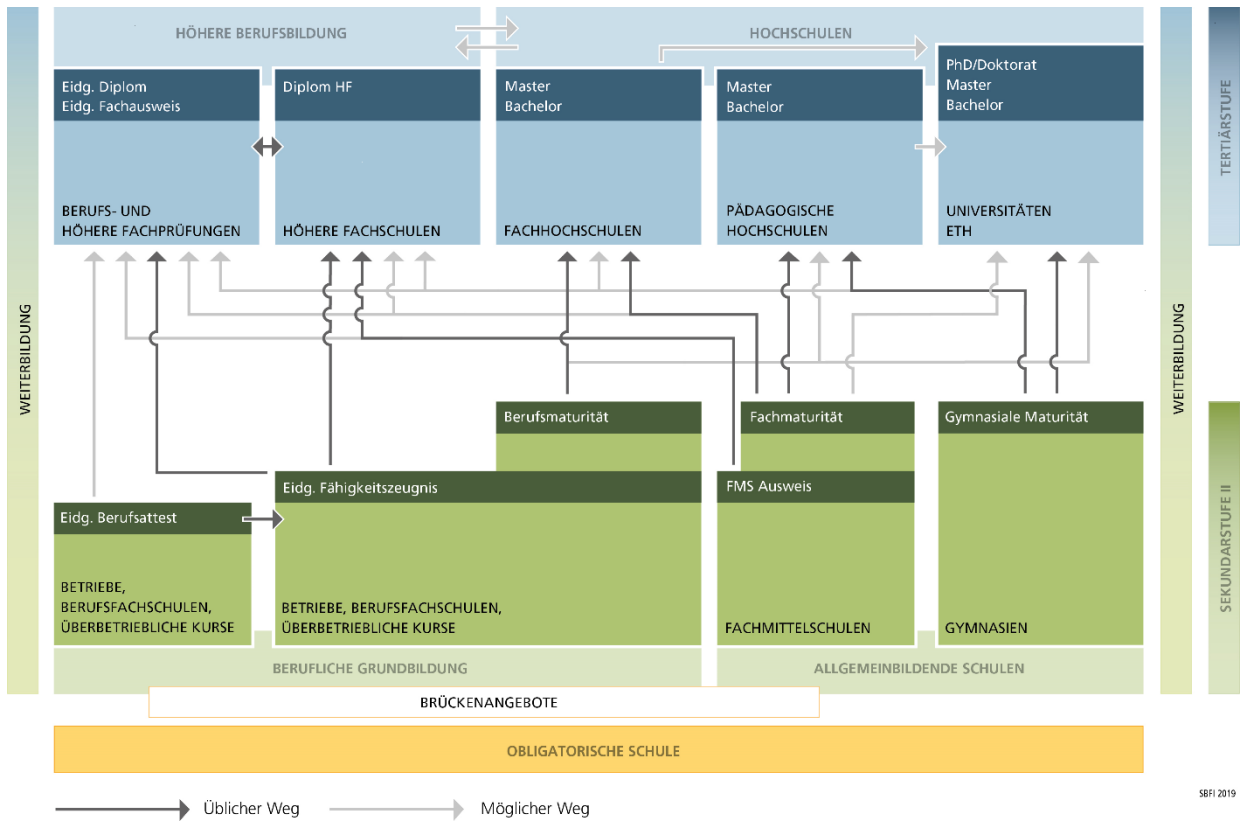 HÖHERE BERUFSBILDUNG
HOCHSCHULEN
Eidg. Diplom
Eidg. Fachausweis
Diplom HF
Master
Bachelor
Master
Bachelor
PhD/Doktorat
Master
Bachelor
BERUFS- UND
HÖHERE FACHPRÜFUNGEN
HÖHERE FACHSCHULEN
FACHHOCHSCHULEN
PÄDAGOGISCHE
HOCHSCHULEN
UNIVERSITÄTEN
ETH
TERTIÄRSTUFE
WEITERBILDUNG
WEITERBILDUNG
Berufsmaturität
Fachmaturität
Gymnasiale Maturität
Eidg. Fähigkeitszeugnis
FMS Ausweis
Eidg. Berufsattest
BETRIEBE,
BERUFSFACHSCHULEN,
ÜBERBETRIEBLICHE KURSE
BETRIEBE, BERUFSFACHSCHULEN,
ÜBERBETRIEBLICHE KURSE
FACHMITTELSCHULEN
GYMNASIEN
SEKUNDARSTUFE II
BERUFLICHE GRUNDBILDUNG
ALLGEMEINBILDENDE SCHULEN
BRÜCKENANGEBOTE
OBLIGATORISCHE SCHULE
Üblicher Weg
Möglicher Weg
SBFI 2019